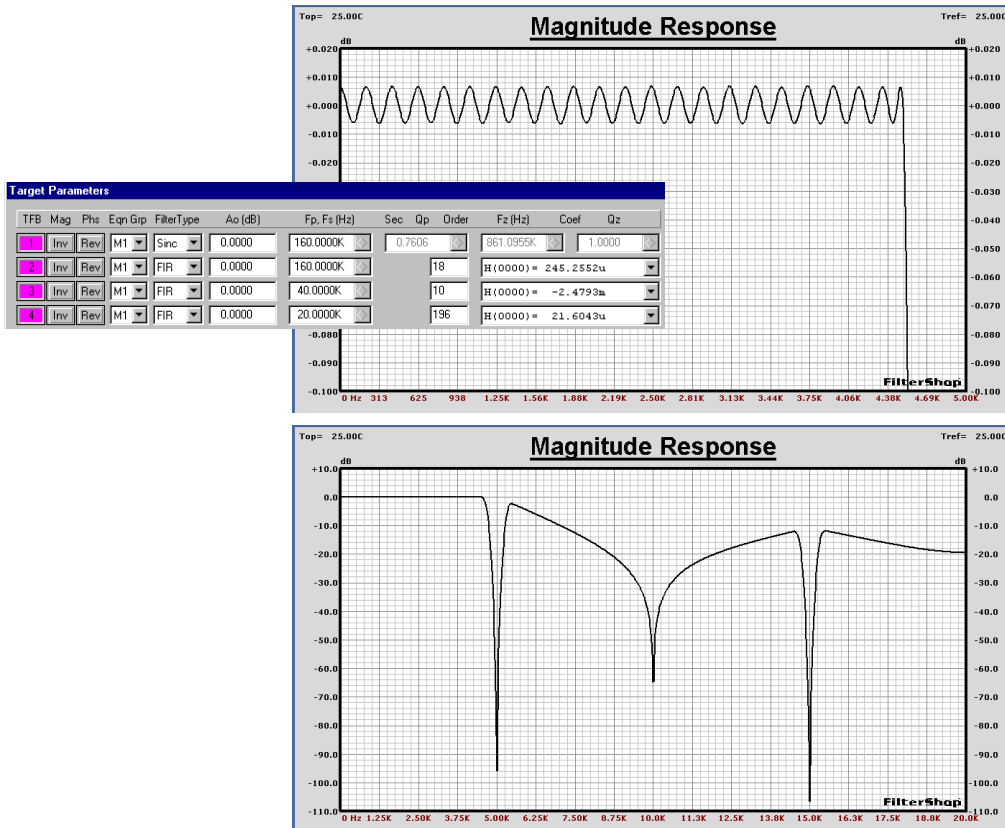 Top= 25.00C
Magnitude Response
Tref= 25.00C
dB
dB
+0.020
+0.020
+0.010
+0.010
+0.000
+0.000
-0.010
-0.010
-0.020
-0.020
-0.030
-0.040
-0.050
-0.060
-0.070
-0.080
-0.080
-0.090
-0.090
-0.100
-0.100
FilterShop
0 Hz 313 625 938 1.25K 1.56K 1.88K 2.19K 2.50K 2.81K 3.13K 3.44K 3.75K 4.06K 4.38K 4.69K 5.00K
Target Parameters
TFB Mag Phs Eqn Grp FilterType Ao (dB) Fp, Fs (Hz) Sec Qp Order Fz (Hz) Coef Qz
1 Inv Rev M1 Sinc 0.0000 160.0000K 0.7606 861.0955K 1.0000
2 Inv Rev M1 FIR 0.0000 160.0000K 18 H(0000)= 245.2552u
3 Inv Rev M1 FIR 0.0000 40.0000K 10 H(0000)= -2.4793m
4 Inv Rev M1 FIR 0.0000 20.0000K 196 H(0000)= 21.6043u
Top= 25.00C
Magnitude Response
Tref= 25.00C
dB
dB
+10.0
+10.0
0.0
0.0
-10.0
-10.0
-20.0
-20.0
-30.0
-30.0
-40.0
-40.0
-50.0
-50.0
-60.0
-60.0
-70.0
-70.0
-80.0
-80.0
-90.0
-90.0
-100.0
-100.0
-110.0
-110.0
FilterShop
0 Hz 1.25K 2.50K 3.75K 5.00K 6.25K 7.50K 8.75K 10.0K 11.3K 12.5K 13.8K 15.0K 16.3K 17.5K 18.8K 20.0K